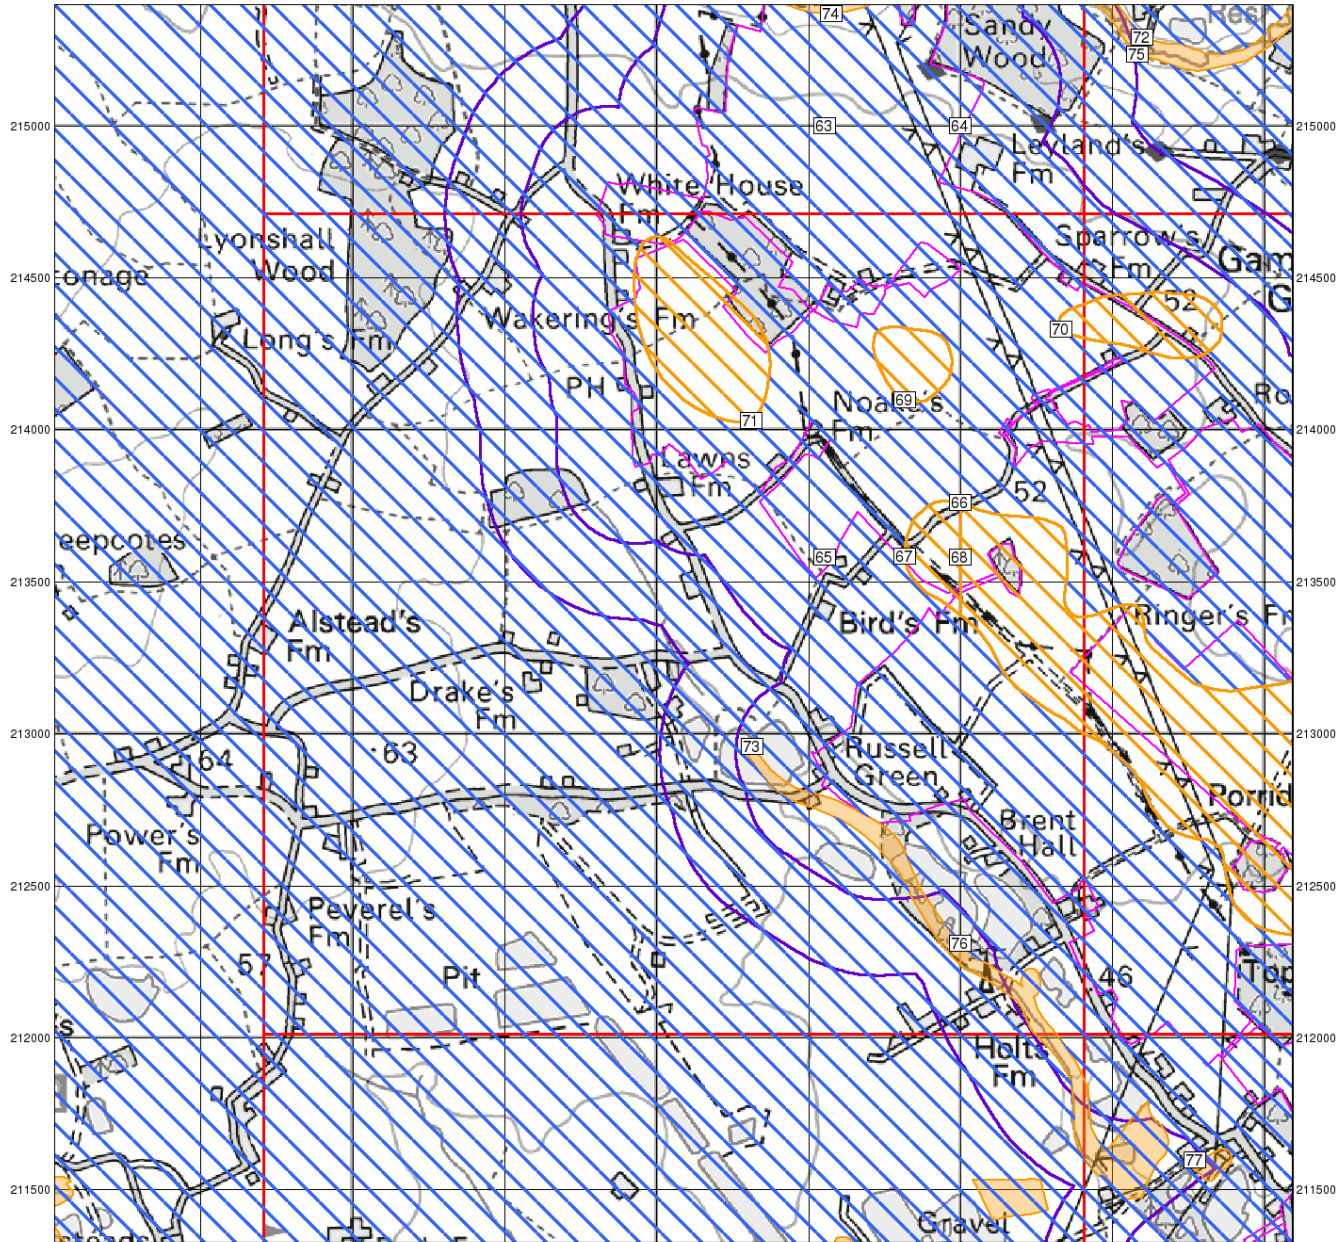 74
Sandy
Wood
72
75
215000
63
64
215000
Leyland's
Fm
White House
Fm
Lyonshall
Wood
Sparrow's
Fm
214500
onage
Gam
214500
G
52
Wakering's Fm
70
Long's Fm
PH
Noake's
Fm
69
Ro
71
214000
214000
Lawns
Fm
52
66
eepcotes
65
67
68
213500
213500
Alstead's
Fm
Bird's Fm
Ringer's Fm
Drake's
Fm
213000
64
63
73
Russell
Green
213000
Porrid
Power's
Fm
Brent
Hall
212500
212500
Peverel's
Fm
57
Pit
76
46
Top
212000
's
Holts
Fm
212000
77
211500
211500
Gravel